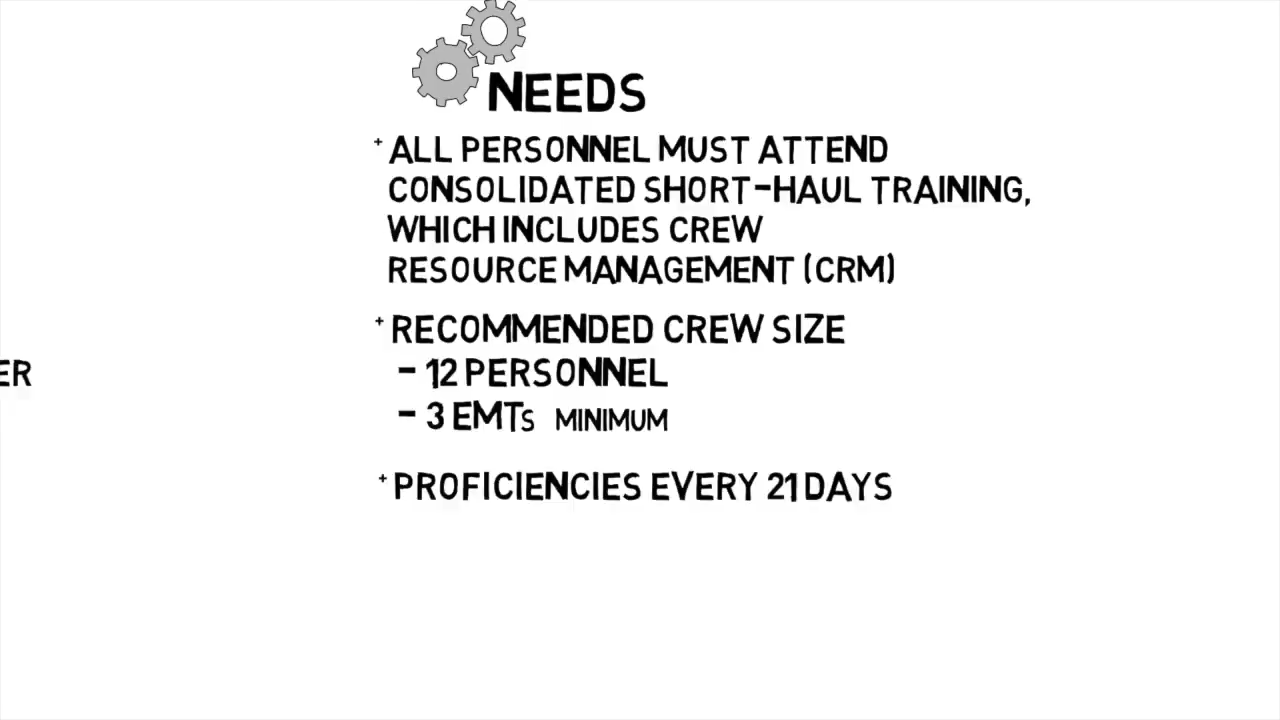 NEEDS
+ ALL PERSONNEL MUST ATTEND
CONSOLIDATED SHORT-HAUL TRAINING,
WHICH INCLUDES CREW
RESOURCE MANAGEMENT (CRM)
+ RECOMMENDED CREW SIZE
- 12 PERSONNEL
- 3 EMTS MINIMUM
+ PROFICIENCIES EVERY 21 DAYS